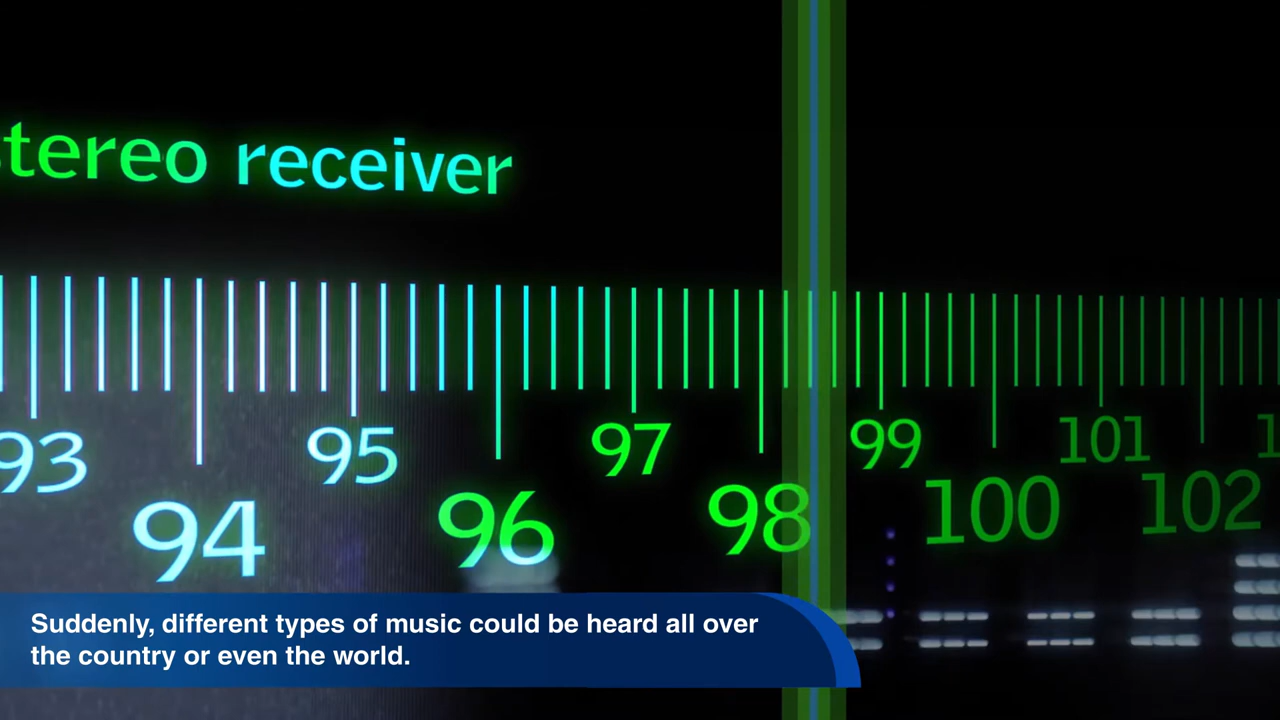 stereo receiver
93 95 97 99 101
94 96 98 100 102
Suddenly, different types of music could be heard all over
the country or even the world.